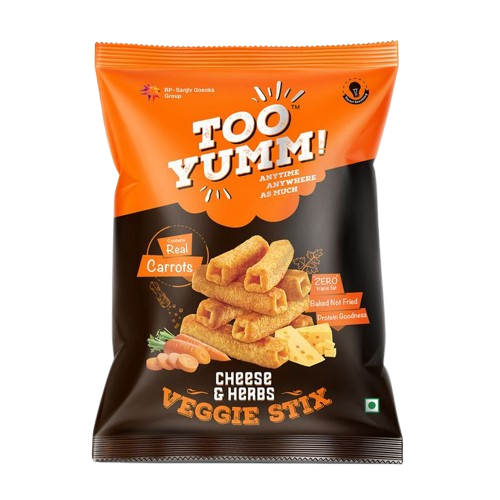 RP-Sanjiv Goenka
Group
TOO
YUMM!
TM
ANYTIME
ANYWHERE
AS MUCH
Contains
Real
Carrots
ZERO
trans fat
Baked Not Fried
Protein Goodness
CHEESE
& HERBS
VEGGIE STIX